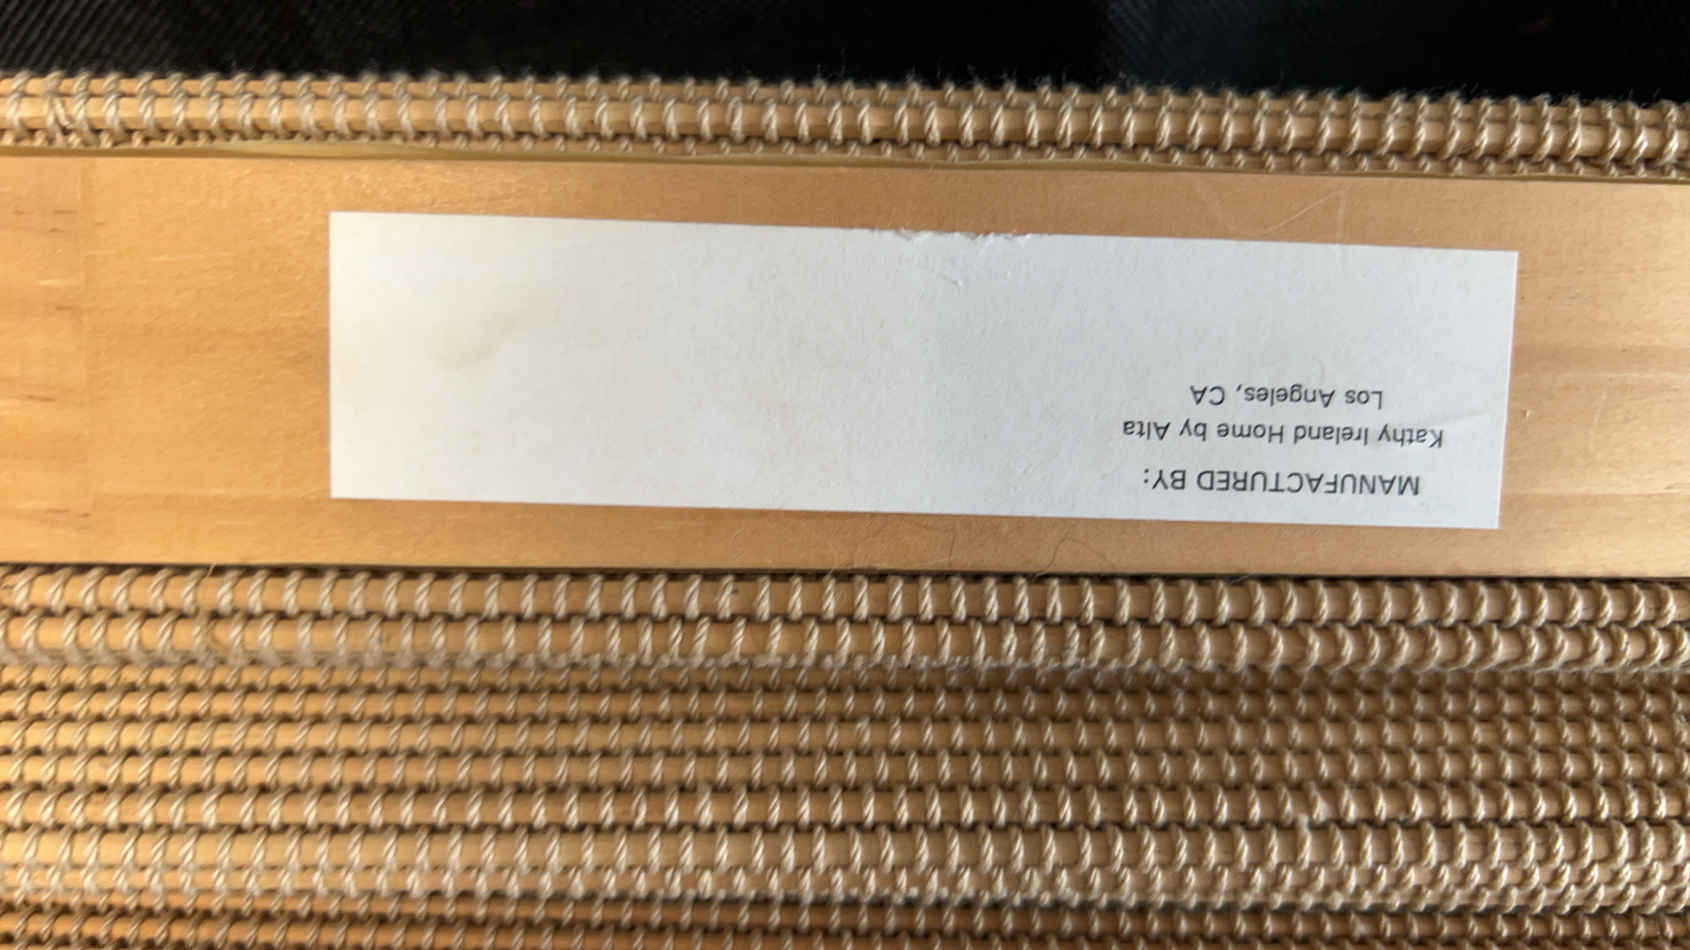 MANUFACTURED BY:
Kathy Ireland Home by Alta
Los Angeles, CA